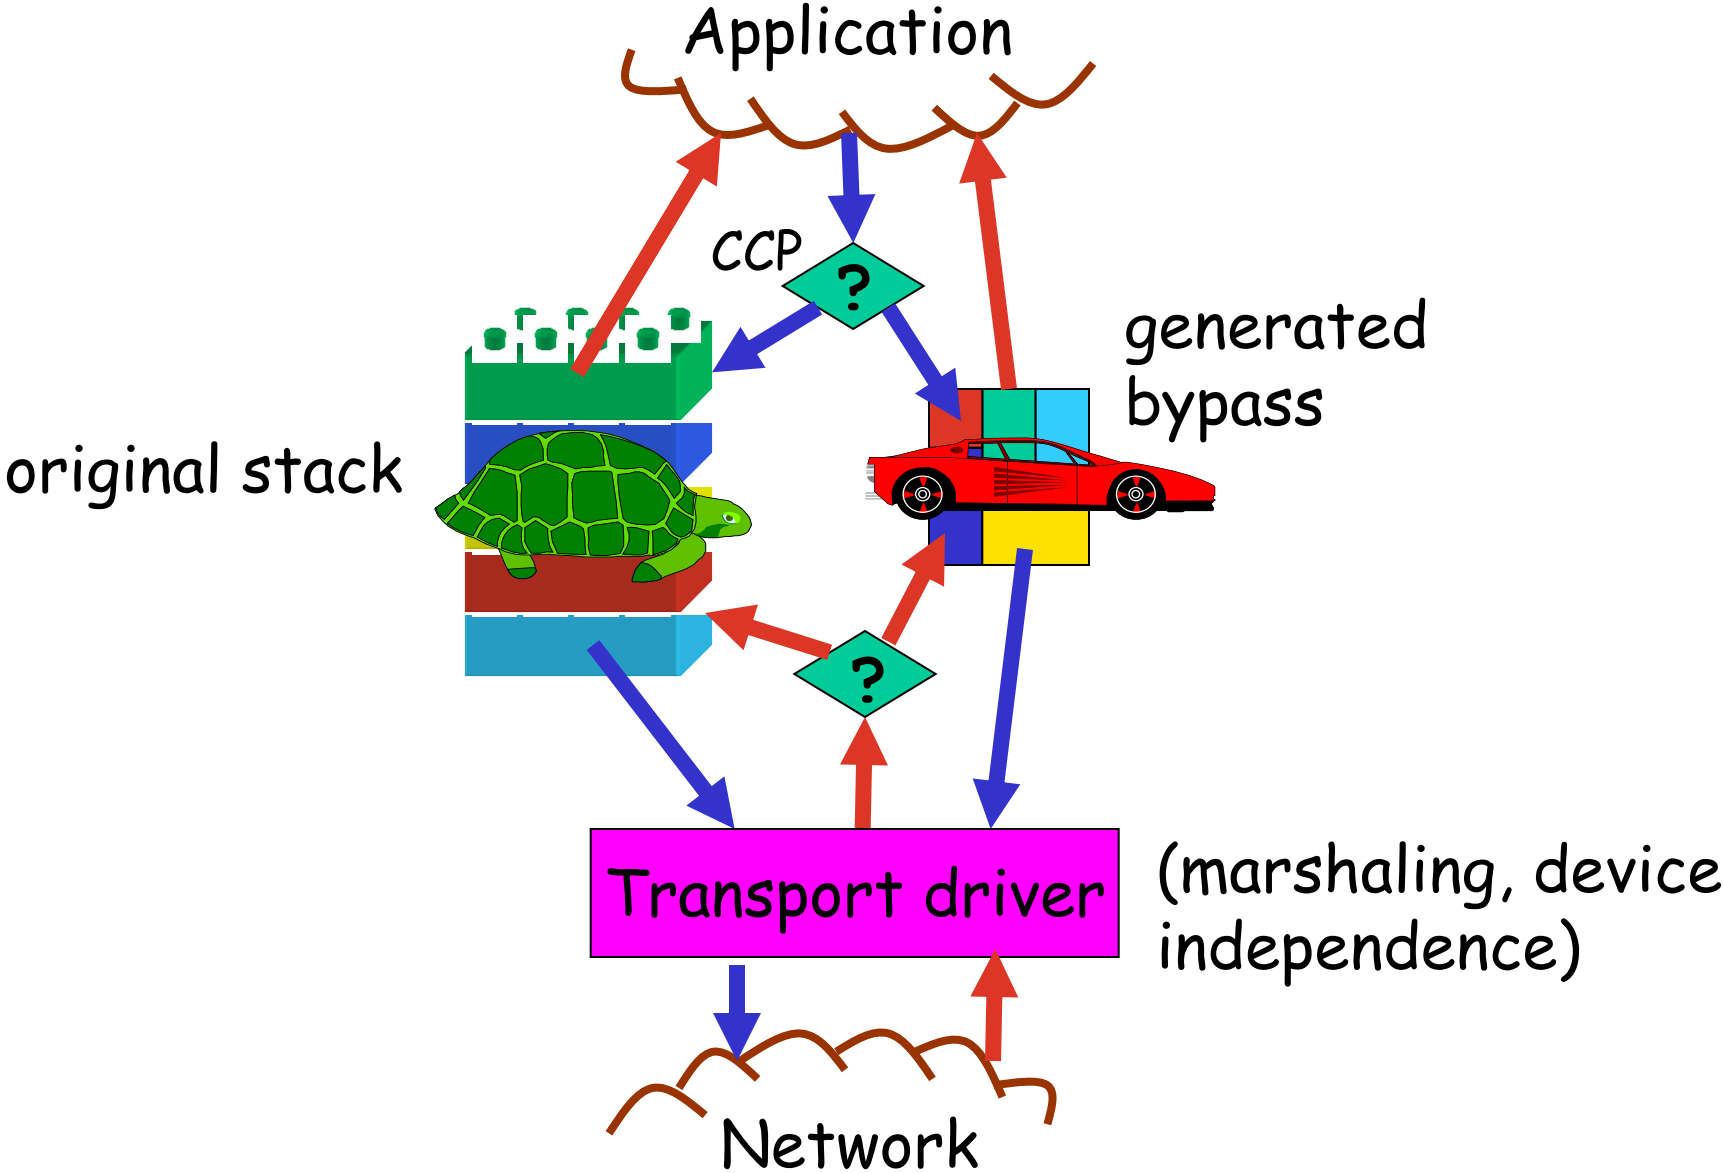 Application
CCP
?
generated
bypass
original stack
?
Transport driver
(marshaling, device
independence)
Network